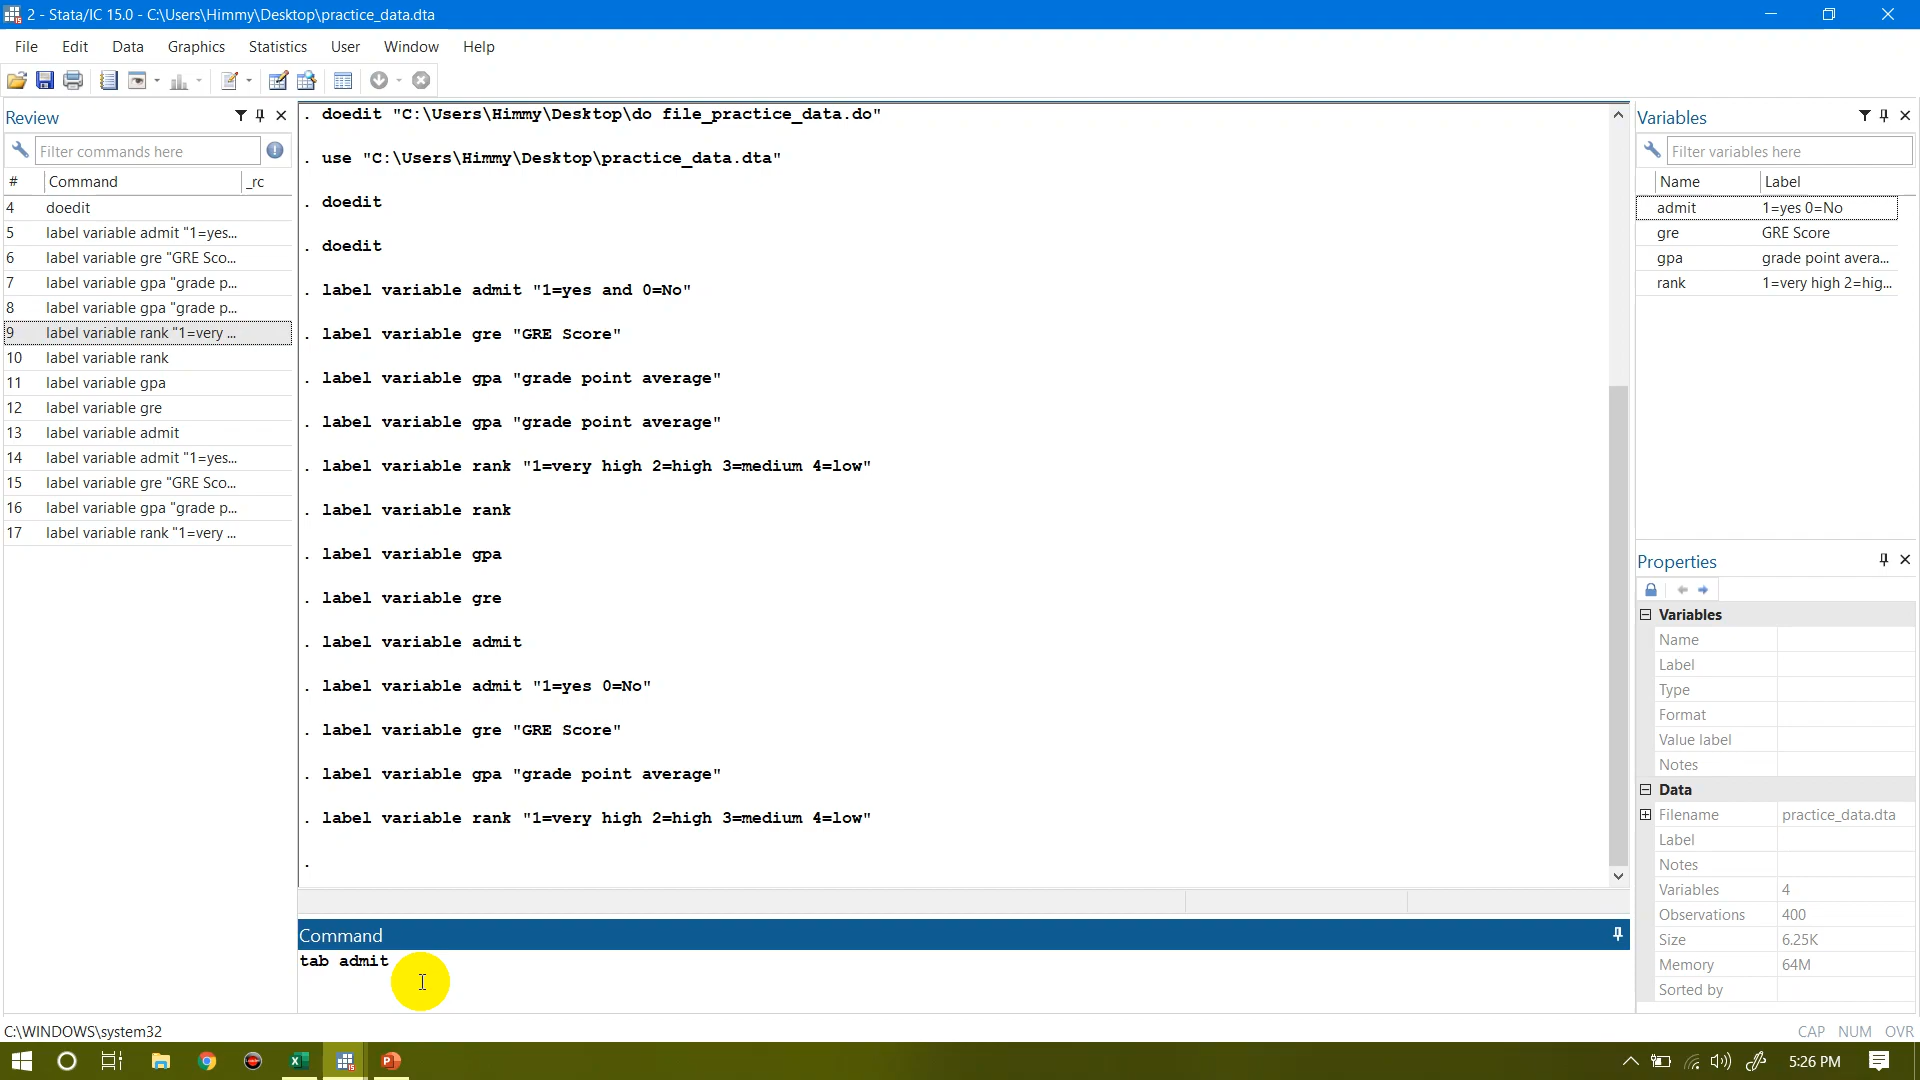 2 - Stata/IC 15.0 - C:\Users\Himmy\Desktop\practice_data.dta
File Edit Data Graphics Statistics User Window Help
Review
Filter commands here
# Command _rc
4 doedit
5 label variable admit "1=yes...
6 label variable gre "GRE Sco...
7 label variable gpa "grade p...
8 label variable gpa "grade p...
9 label variable rank "1=very ...
10 label variable rank
11 label variable gpa
12 label variable gre
13 label variable admit
14 label variable admit "1=yes...
15 label variable gre "GRE Sco...
16 label variable gpa "grade p...
17 label variable rank "1=very ...
. doedit "C:\Users\Himmy\Desktop\do file_practice_data.do"
. use "C:\Users\Himmy\Desktop\practice_data.dta"
. doedit
. doedit
. label variable admit "1=yes and 0=No"
. label variable gre "GRE Score"
. label variable gpa "grade point average"
. label variable gpa "grade point average"
. label variable rank "1=very high 2=high 3=medium 4=low"
. label variable rank
. label variable gpa
. label variable gre
. label variable admit
. label variable admit "1=yes 0=No"
. label variable gre "GRE Score"
. label variable gpa "grade point average"
. label variable rank "1=very high 2=high 3=medium 4=low"
.
Command
tab admit
Variables
Filter variables here
Name Label
admit 1=yes 0=No
gre GRE Score
gpa grade point avera...
rank 1=very high 2=hig...
Properties
Variables
Name
Label
Type
Format
Value label
Notes
Data
Filename practice_data.dta
Label
Notes
Variables 4
Observations 400
Size 6.25K
Memory 64M
Sorted by
C:\WINDOWS\system32
CAP NUM OVR
5:26 PM